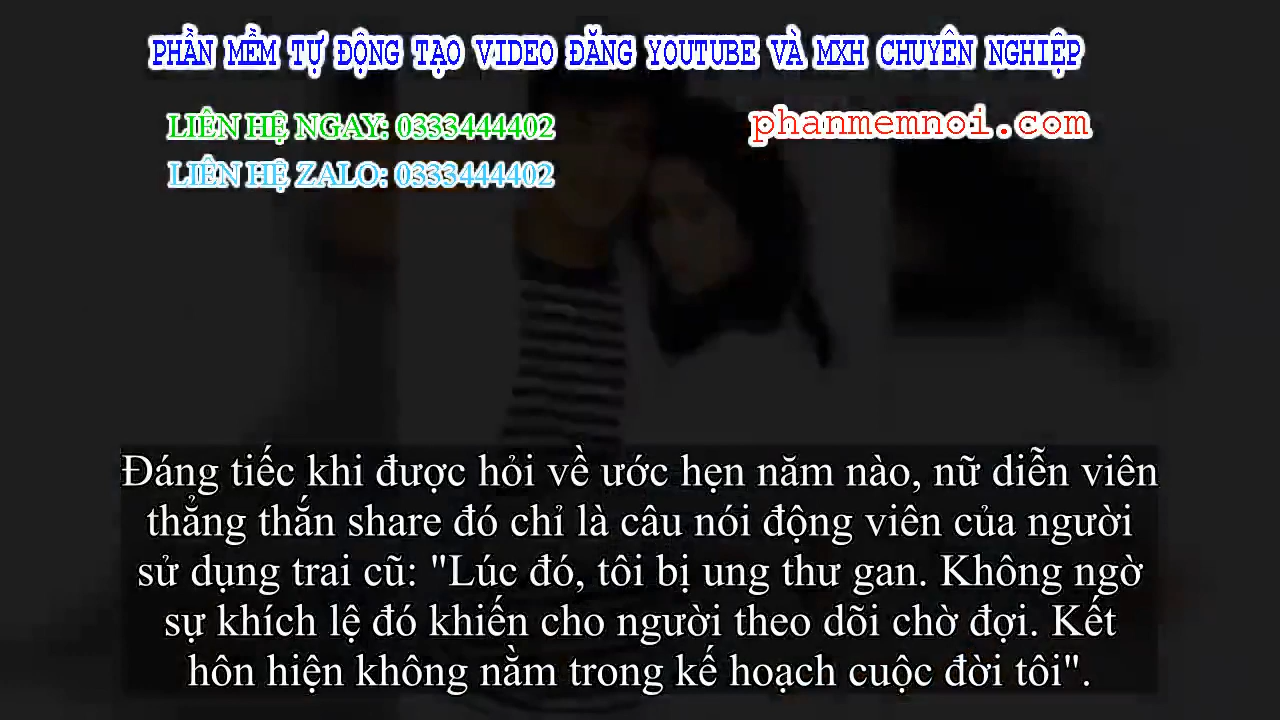 PHẦN MỀM TỰ ĐỘNG TẠO VIDEO ĐĂNG YOUTUBE VÀ MXH CHUYÊN NGHIỆP
LIÊN HỆ NGAY: 0333444402
phanmemnoi.com
LIÊN HỆ ZALO: 0333444402
Đáng tiếc khi được hỏi về ước hẹn năm nào, nữ diễn viên
thẳng thắn share đó chỉ là câu nói động viên của người
sử dụng trai cũ: "Lúc đó, tôi bị ung thư gan. Không ngờ
sự khích lệ đó khiến cho người theo dõi chờ đợi. Kết
hôn hiện không nằm trong kế hoạch cuộc đời tôi".